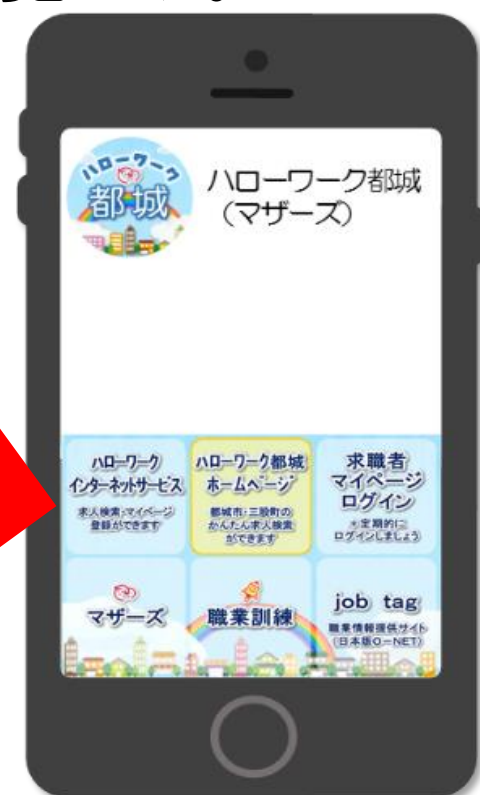 ハローワーク
都城
ハローワーク都城
(マザーズ)
ハローワーク
インターネットサービス
求人検索・マイページ
登録ができます
ハローワーク都城
ホームページ
都城市・三股町の
かんたん求人検索
ができます
求職者
マイページ
ログイン
*定期的に
ログインしましょう
マザーズ
職業訓練
job tag
職業情報提供サイト
(日本版O-NET)